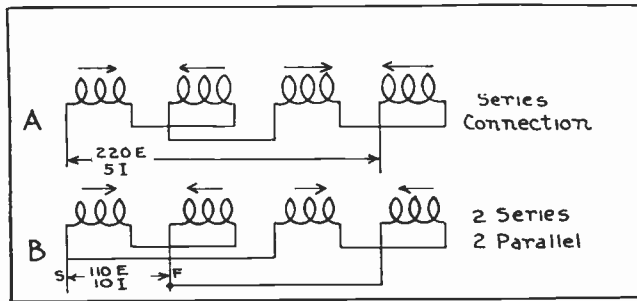 A
Series
Connection
220 E
5 I
B
2 Series
2 Parallel
S
110 E
F
10 I